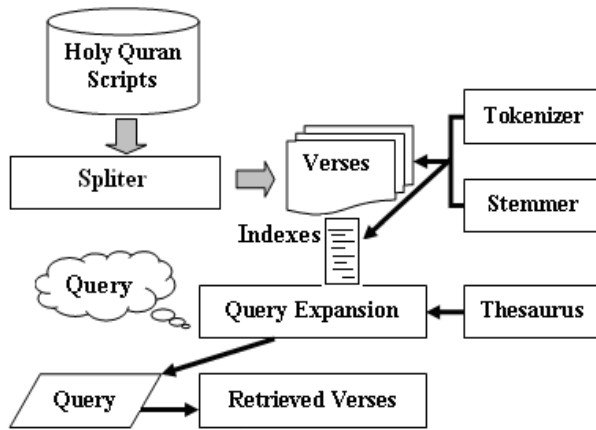 Holy Quran
Scripts
Tokenizer
Spliter
Verses
Stemmer
Indexes
Query
Query Expansion
Thesaurus
Query
Retrieved Verses